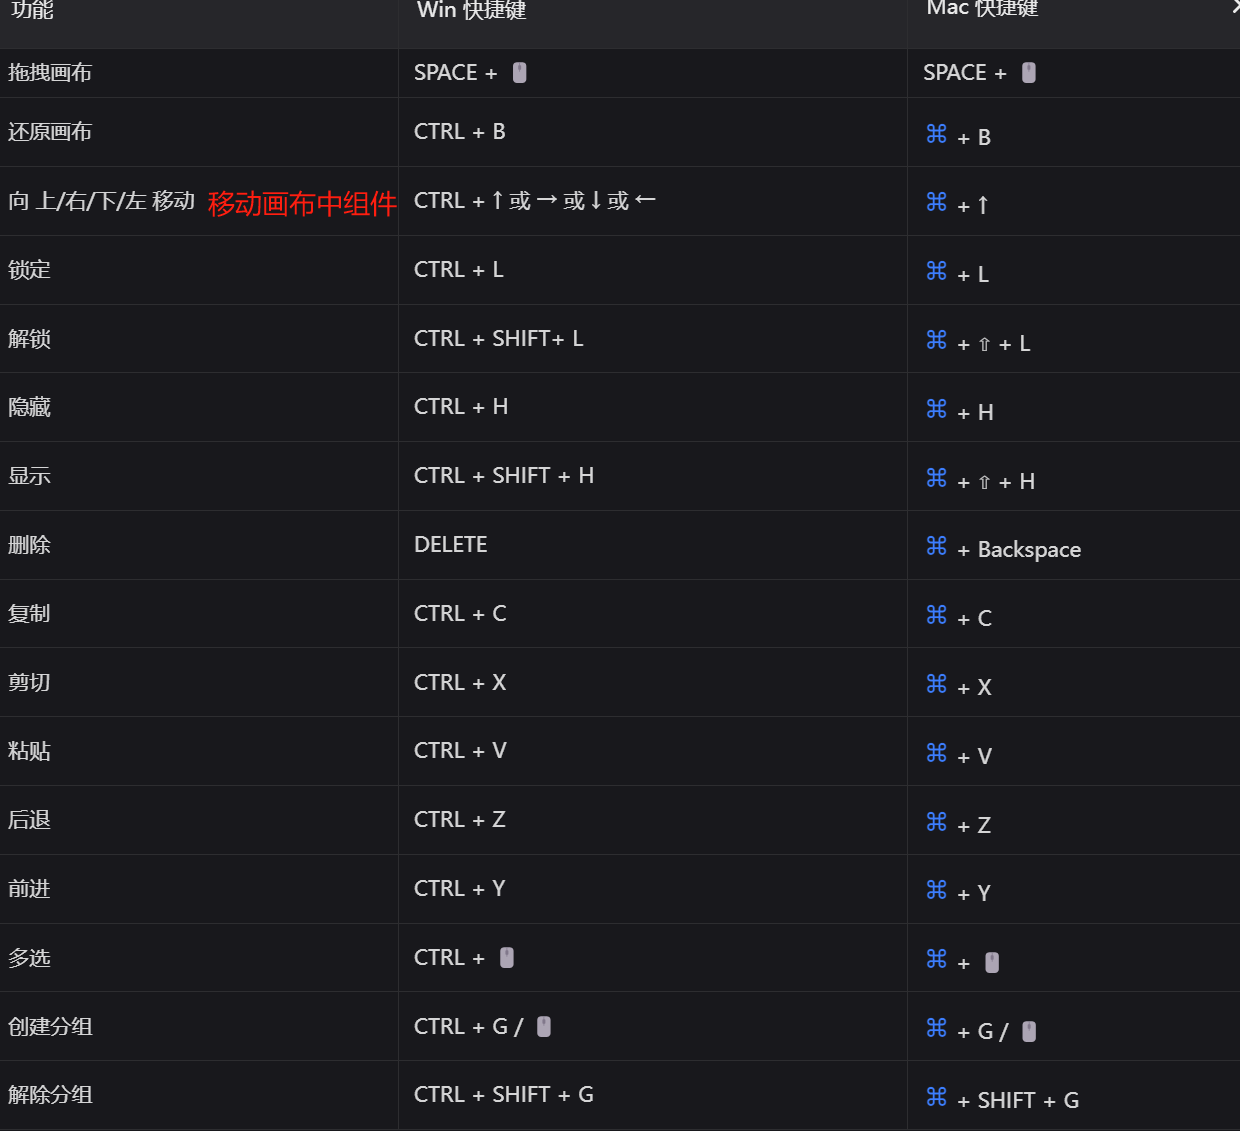 功能 Win 快捷键 Mac 快捷键
拖拽画布 SPACE + SPACE +
还原画布 CTRL + B ⌘ + B
向 上/右/下/左 移动 移动画布中组件 CTRL + ↑ 或 → 或 ↓ 或 ← ⌘ + ↑
锁定 CTRL + L ⌘ + L
解锁 CTRL + SHIFT+ L ⌘ + ⇧ + L
隐藏 CTRL + H ⌘ + H
显示 CTRL + SHIFT + H ⌘ + ⇧ + H
删除 DELETE ⌘ + Backspace
复制 CTRL + C ⌘ + C
剪切 CTRL + X ⌘ + X
粘贴 CTRL + V ⌘ + V
后退 CTRL + Z ⌘ + Z
前进 CTRL + Y ⌘ + Y
多选 CTRL + ⌘ +
创建分组 CTRL + G / ⌘ + G /
解除分组 CTRL + SHIFT + G ⌘ + SHIFT + G